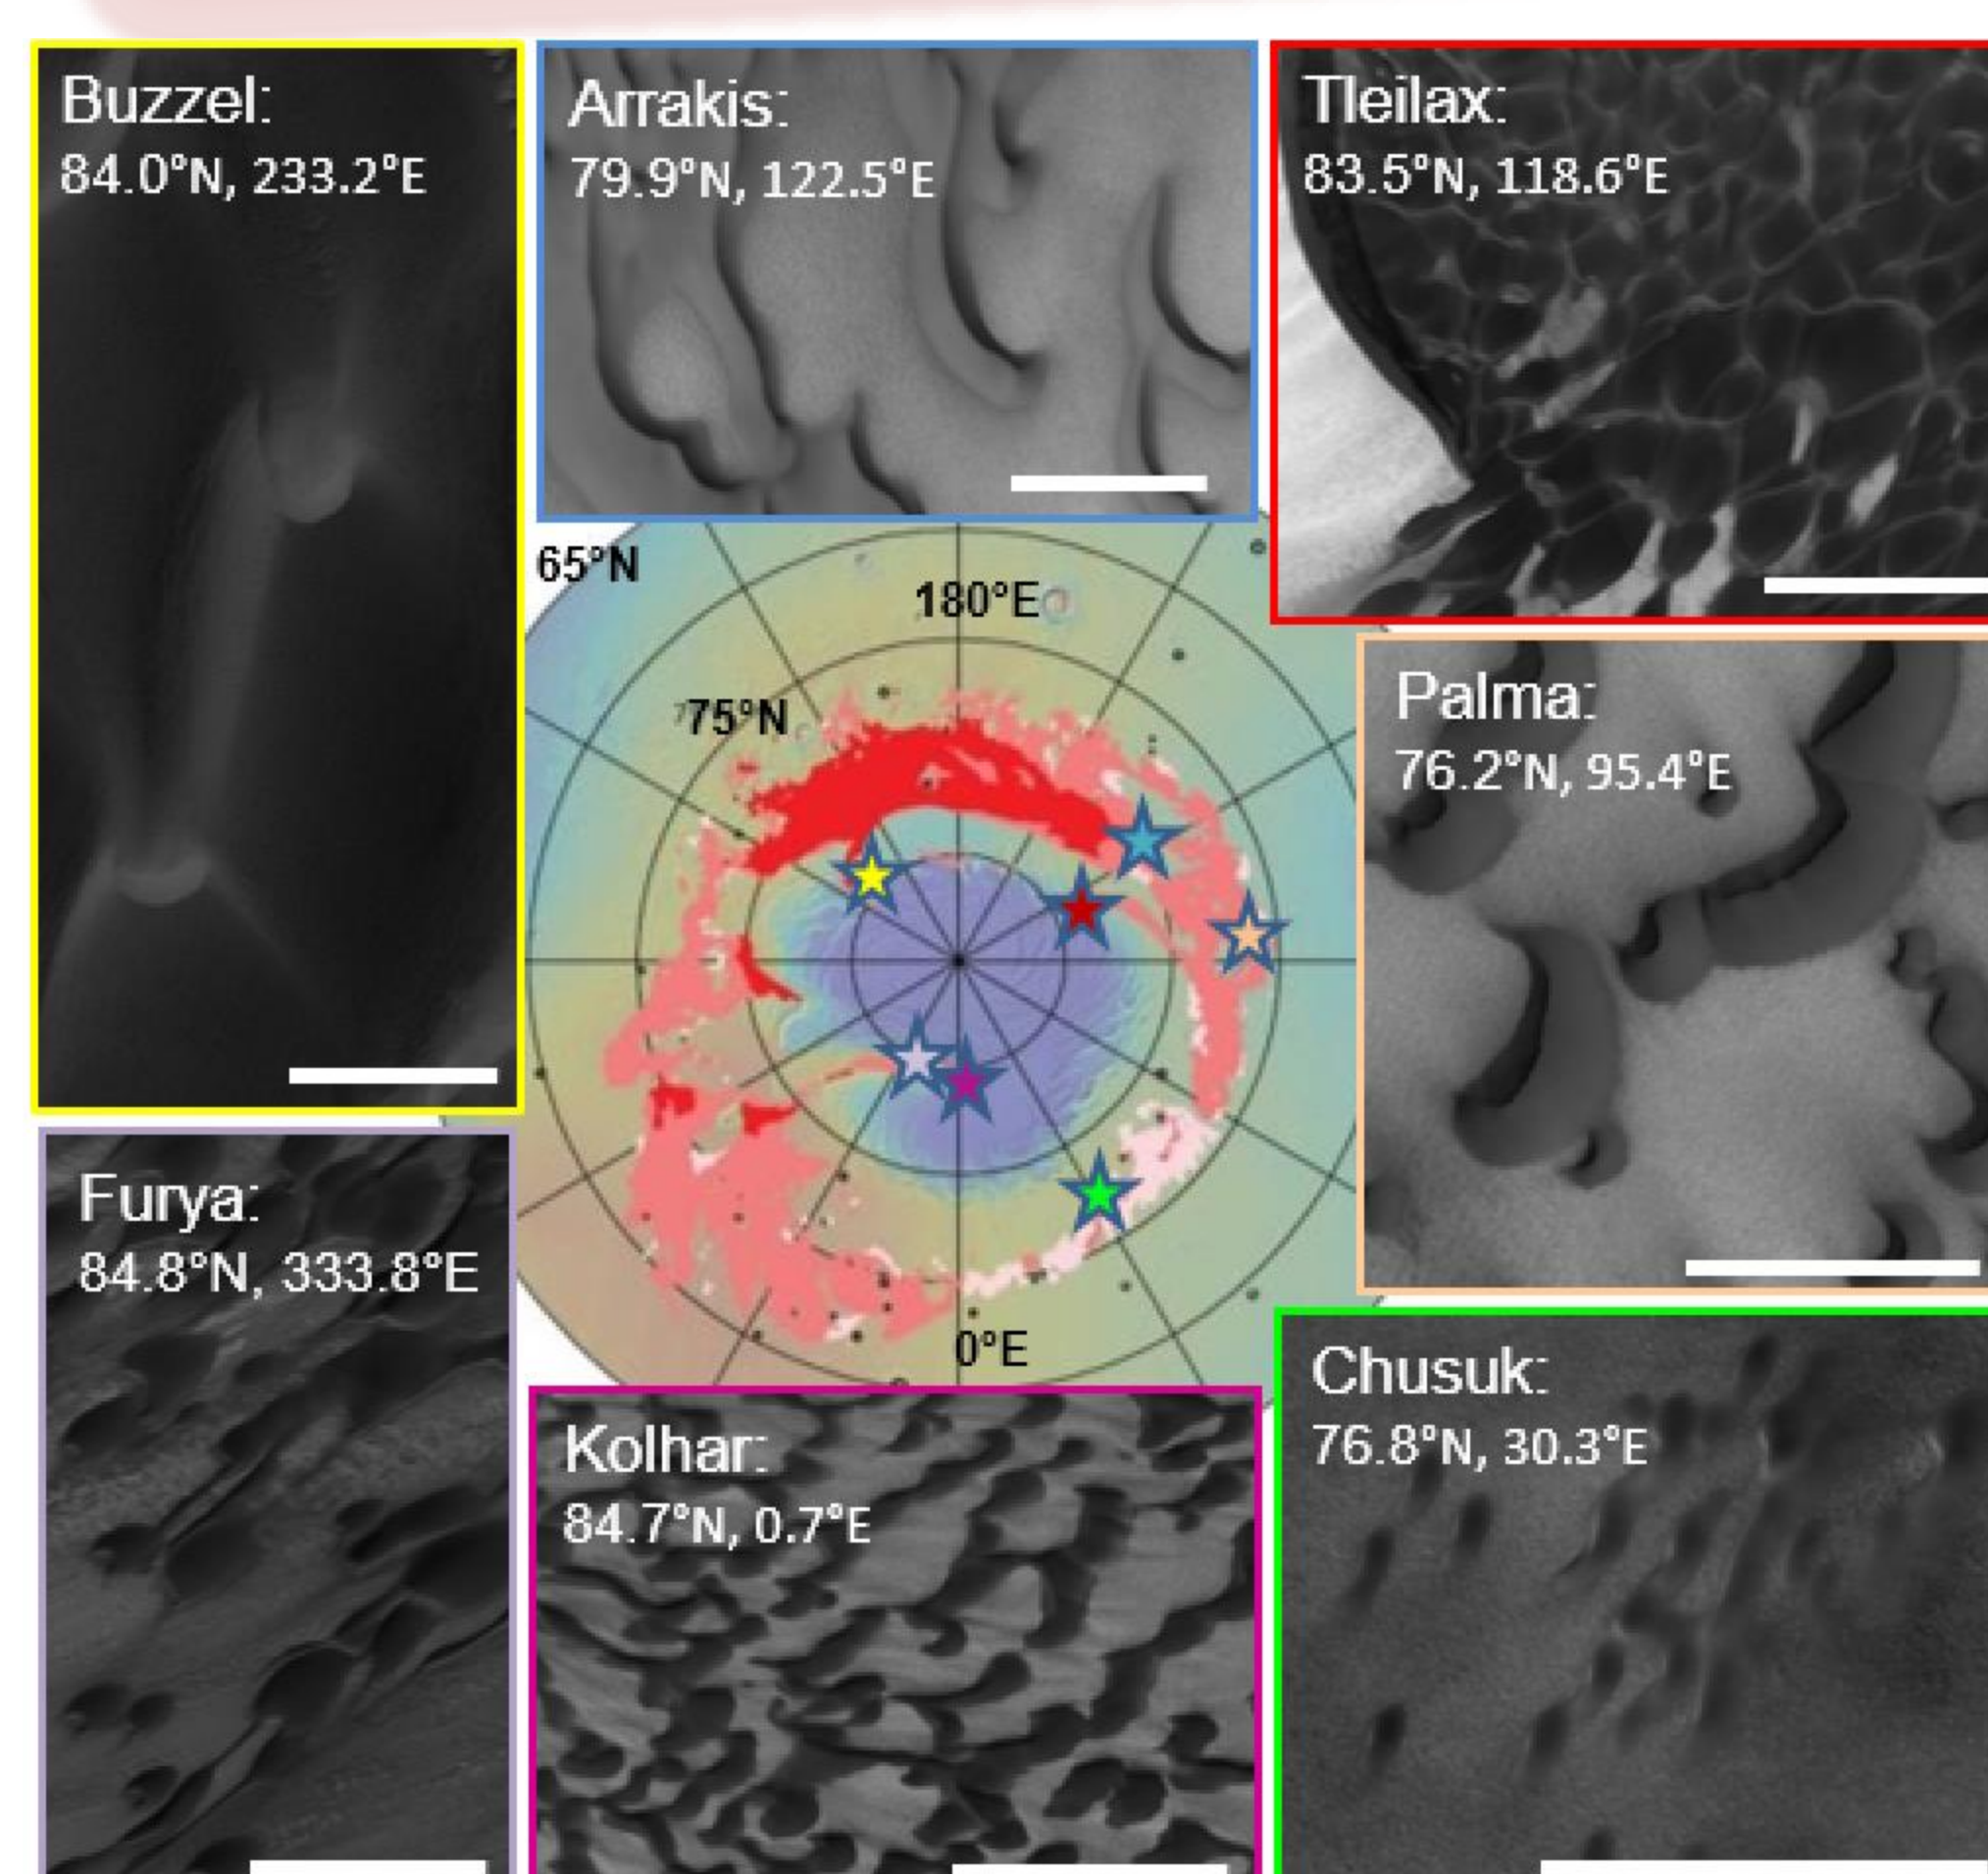 Buzzel:
84.0°N, 233.2°E
Arrakis:
79.9°N, 122.5°E
Tleilax:
83.5°N, 118.6°E
65°N
180°E
75°N
Palma:
76.2°N, 95.4°E
Furya:
84.8°N, 333.8°E
0°E
Kolhar:
84.7°N, 0.7°E
Chusuk:
76.8°N, 30.3°E